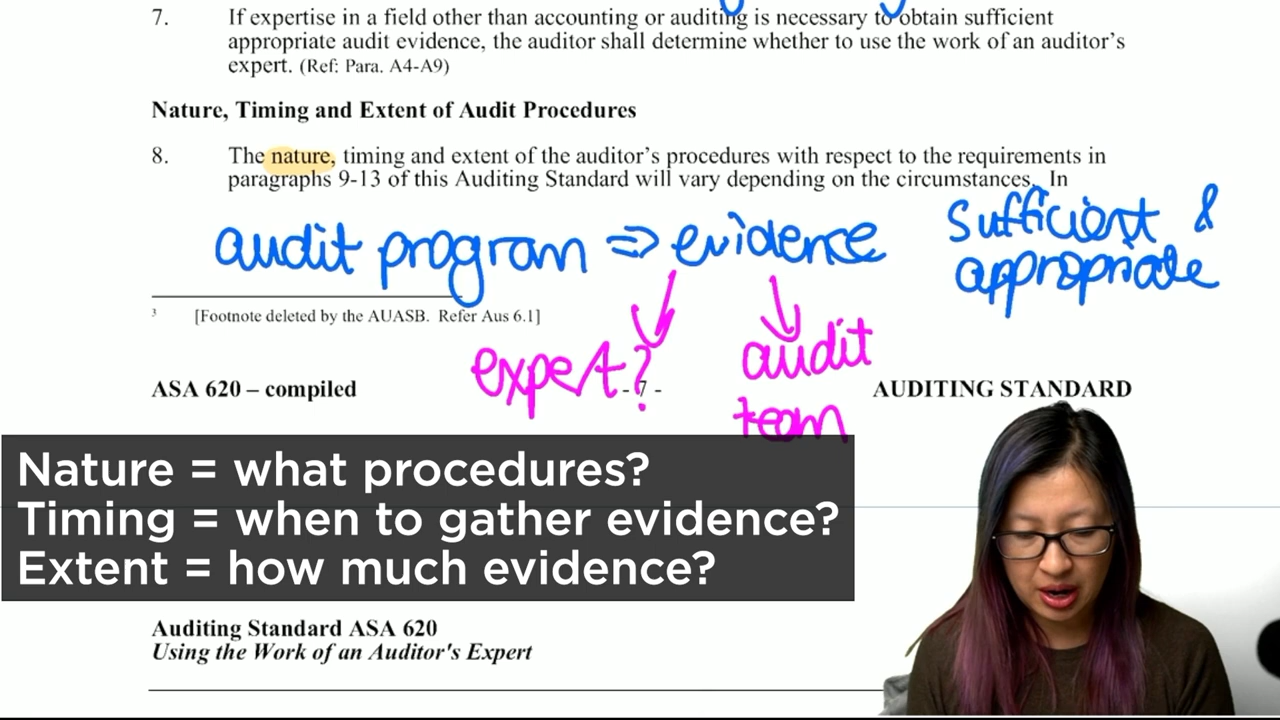 7. If expertise in a field other than accounting or auditing is necessary to obtain sufficient
appropriate audit evidence, the auditor shall determine whether to use the work of an auditor's
expert. (Ref: Para. A4-A9)
Nature, Timing and Extent of Audit Procedures
8. The nature, timing and extent of the auditor's procedures with respect to the requirements in
paragraphs 9-13 of this Auditing Standard will vary depending on the circumstances. In
audit program => evidence
sufficient &
appropriate
3 [Footnote deleted by the AUASB. Refer Aus 6.1]
expert?
audit
team
ASA 620 – compiled - 7 - AUDITING STANDARD
Nature = what procedures?
Timing = when to gather evidence?
Extent = how much evidence?
Auditing Standard ASA 620
Using the Work of an Auditor's Expert